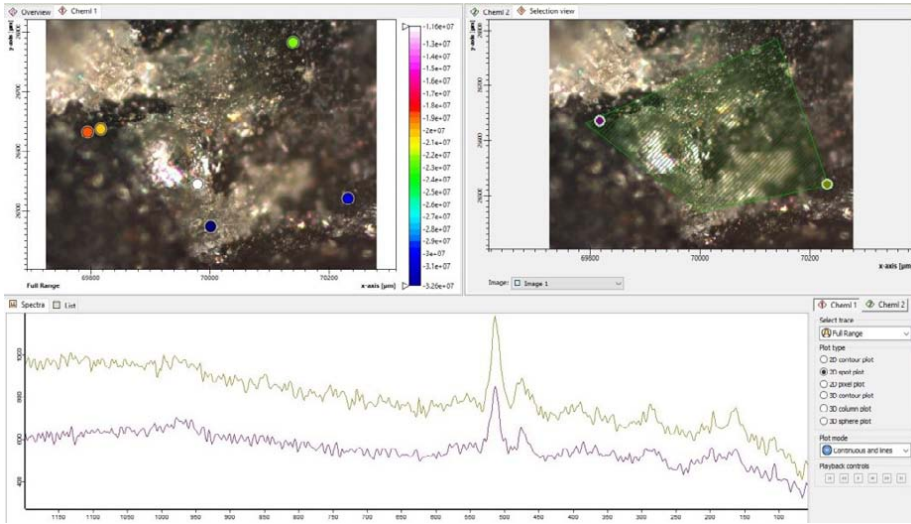 Overview
ChemI 1
ChemI 2
Selection view
y-axis [µm]
-1.16e+07
-1.3e+07
-1.4e+07
-1.5e+07
-1.6e+07
-1.7e+07
-1.8e+07
-1.9e+07
-2e+07
-2.1e+07
-2.2e+07
-2.3e+07
-2.4e+07
-2.5e+07
-2.6e+07
-2.7e+07
-2.8e+07
-2.9e+07
-3e+07
-3.1e+07
-3.26e+07
69800
70000
70200
Full Range
x-axis [µm]
69800
70000
70200
x-axis [µm]
Image:
Image 1
Spectra
List
1000
800
600
400
1150
1100
1050
1000
950
900
850
800
750
700
650
600
550
500
450
400
350
300
250
200
150
100
ChemI 1
ChemI 2
Select trace
Full Range
Plot type
2D contour plot
2D spot plot
2D pixel plot
3D contour plot
3D column plot
3D sphere plot
Plot mode
Continuous and lines
Playback controls